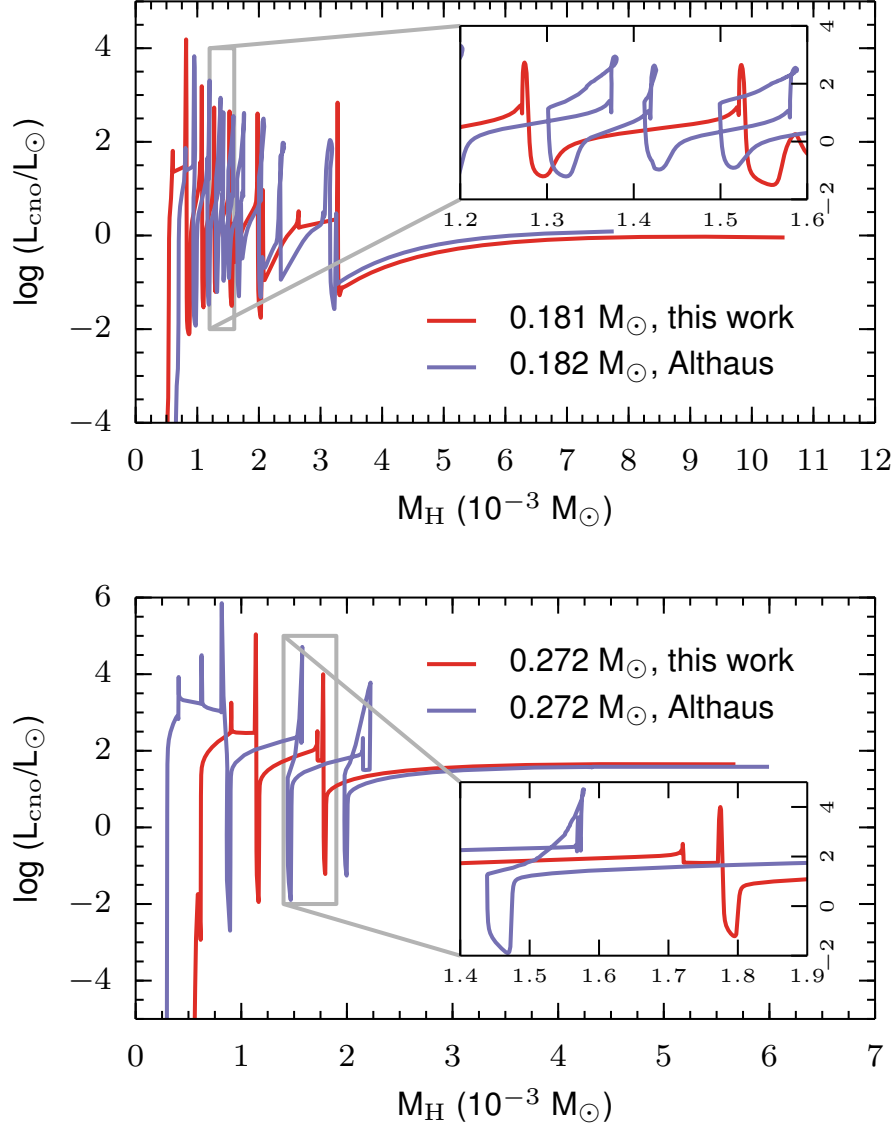 4
2
0
−2
−4
log (L_cno/L_⊙)
0 1 2 3 4 5 6 7 8 9 10 11 12
M_H (10^−3 M_⊙)
0.181 M_⊙, this work
0.182 M_⊙, Althaus
4
2
0
−2
1.2 1.3 1.4 1.5 1.6
6
4
2
0
−2
−4
log (L_cno/L_⊙)
0 1 2 3 4 5 6 7
M_H (10^−3 M_⊙)
0.272 M_⊙, this work
0.272 M_⊙, Althaus
4
2
0
−2
1.4 1.5 1.6 1.7 1.8 1.9